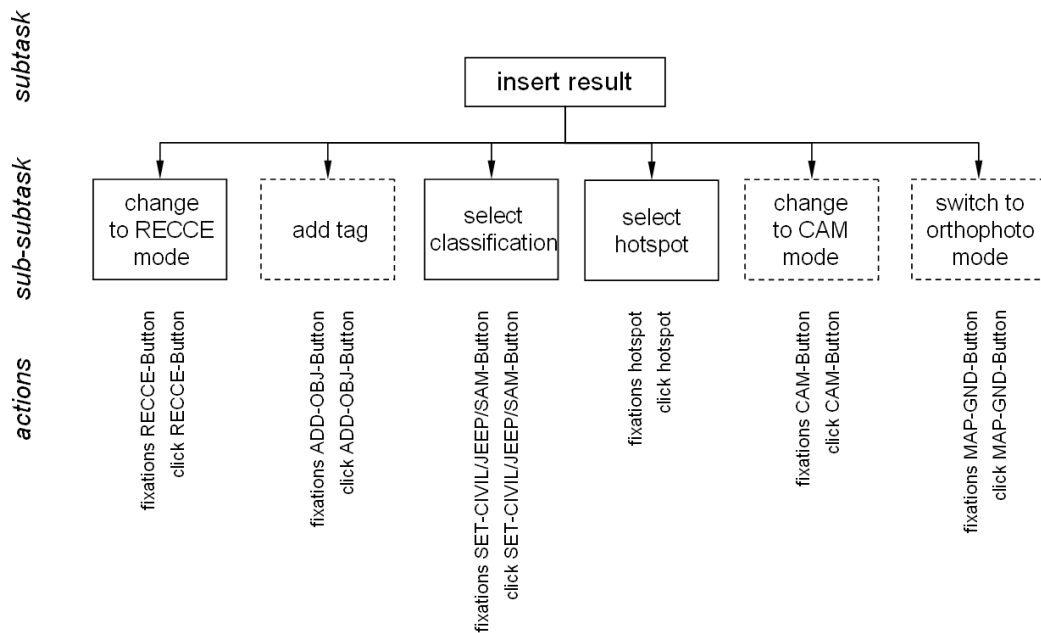 subtask
insert result
sub-subtask
change
to RECCE
mode
add tag
select
classification
select
hotspot
change
to CAM
mode
switch to
orthophoto
mode
actions
fixations RECCE-Button
click RECCE-Button
fixations ADD-OBJ-Button
click ADD-OBJ-Button
fixations SET-CIVIL/JEEP/SAM-Button
click SET-CIVIL/JEEP/SAM-Button
fixations hotspot
click hotspot
fixations CAM-Button
click CAM-Button
fixations MAP-GND-Button
click MAP-GND-Button